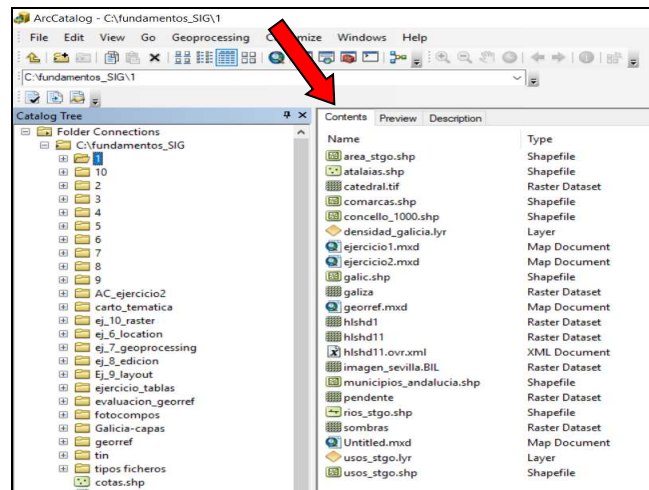 ArcCatalog - C:\fundamentos_SIG\1
File Edit View Go Geoprocessing Customize Windows Help
C:\fundamentos_SIG\1
Catalog Tree
Folder Connections
C:\fundamentos_SIG
1
10
2
3
4
5
6
7
8
9
AC_ejercicio2
carto_tematica
ej_10_raster
ej_6_location
ej_7_geoprocessing
ej_8_edicion
Ej_9_layout
ejercicio_tablas
evaluacion_georref
fotocompos
Galicia-capas
georref
tin
tipos ficheros
cotas.shp
Contents Preview Description
Name Type
area_stgo.shp Shapefile
atalaias.shp Shapefile
catedral.tif Raster Dataset
comarcas.shp Shapefile
concello_1000.shp Shapefile
densidad_galicia.lyr Layer
ejercicio1.mxd Map Document
ejercicio2.mxd Map Document
galic.shp Shapefile
galiza Raster Dataset
georref.mxd Map Document
hlshd1 Raster Dataset
hlshd11 Raster Dataset
hlshd11.ovr.xml XML Document
imagen_sevilla.BIL Raster Dataset
municipios_andalucia.shp Shapefile
pendente Raster Dataset
rios_stgo.shp Shapefile
sombras Raster Dataset
Untitled.mxd Map Document
usos_stgo.lyr Layer
usos_stgo.shp Shapefile